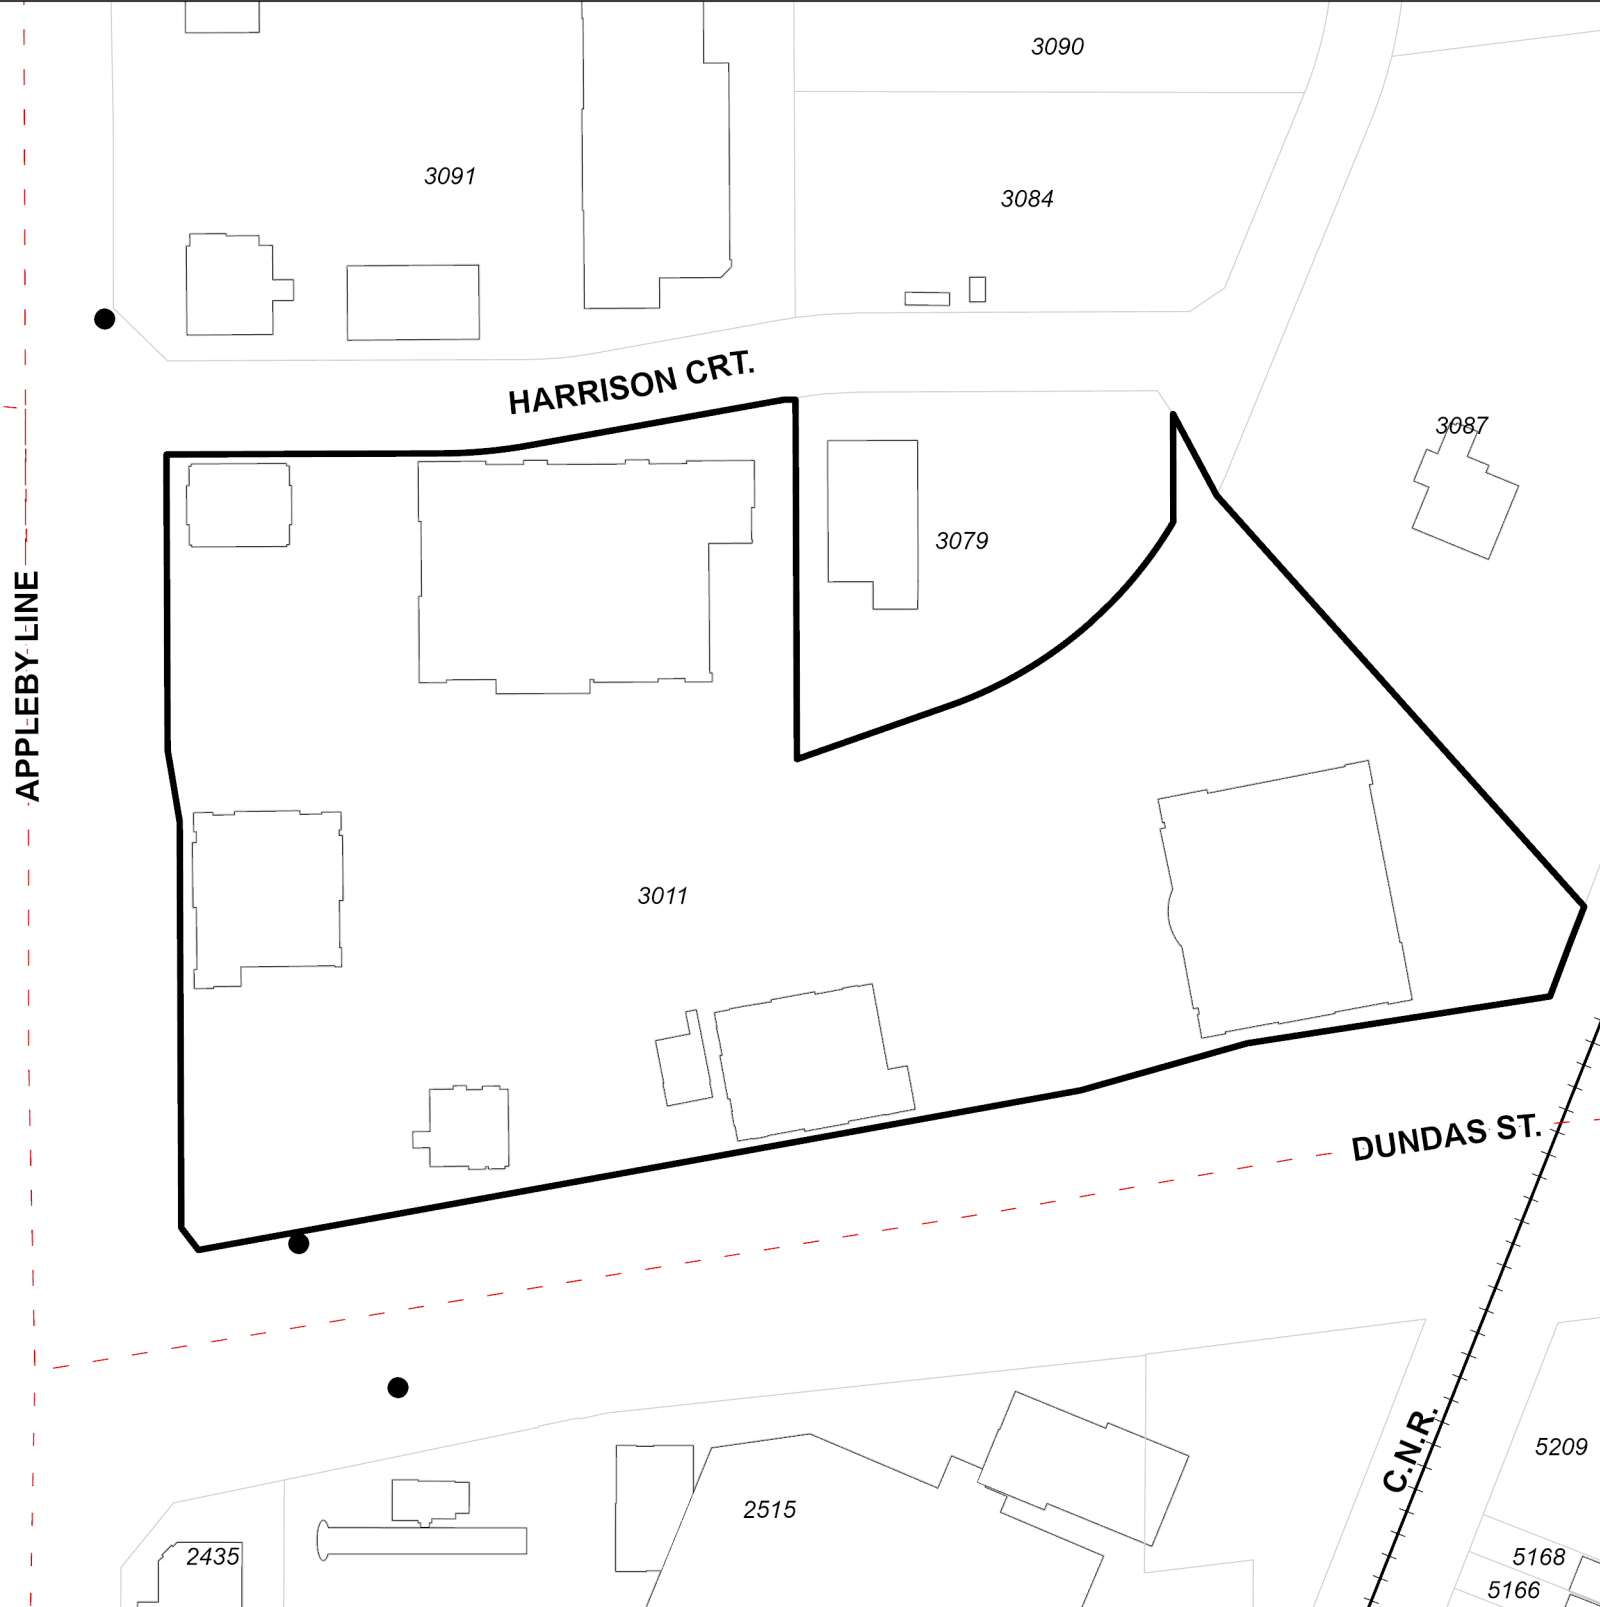 3090
3091
3084
HARRISON CRT.
3087
3079
APPLEBY LINE
3011
DUNDAS ST.
C.N.R.
5209
2515
2435
5168
5166